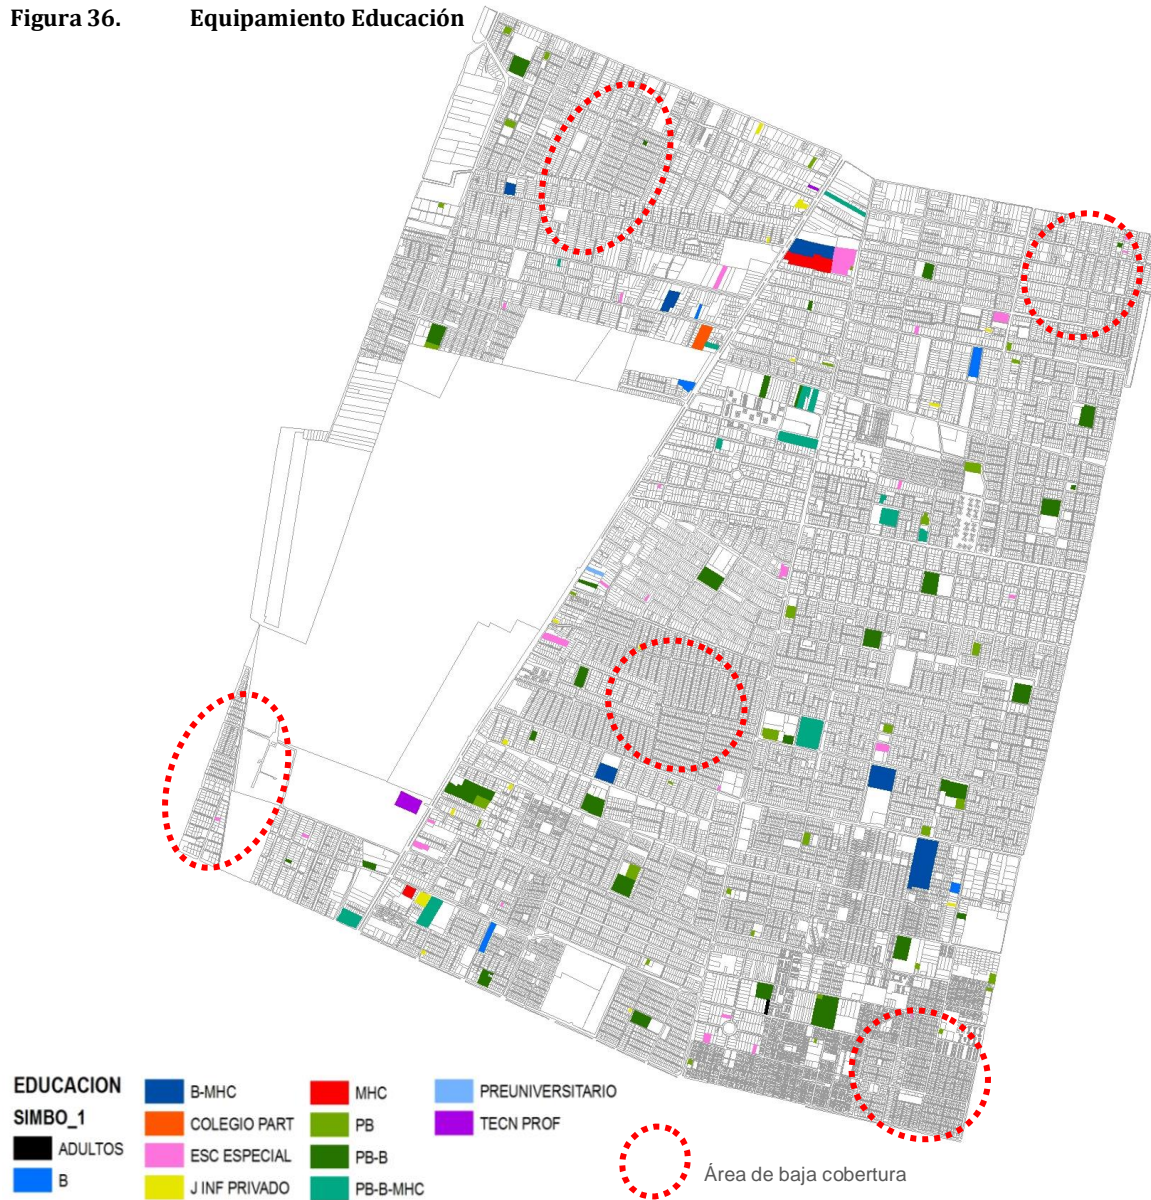 Figura 36. Equipamiento Educación
EDUCACION
SIMBO_1
ADULTOS
B
B-MHC
COLEGIO PART
ESC ESPECIAL
J INF PRIVADO
MHC
PB
PB-B
PB-B-MHC
PREUNIVERSITARIO
TECN PROF
Área de baja cobertura